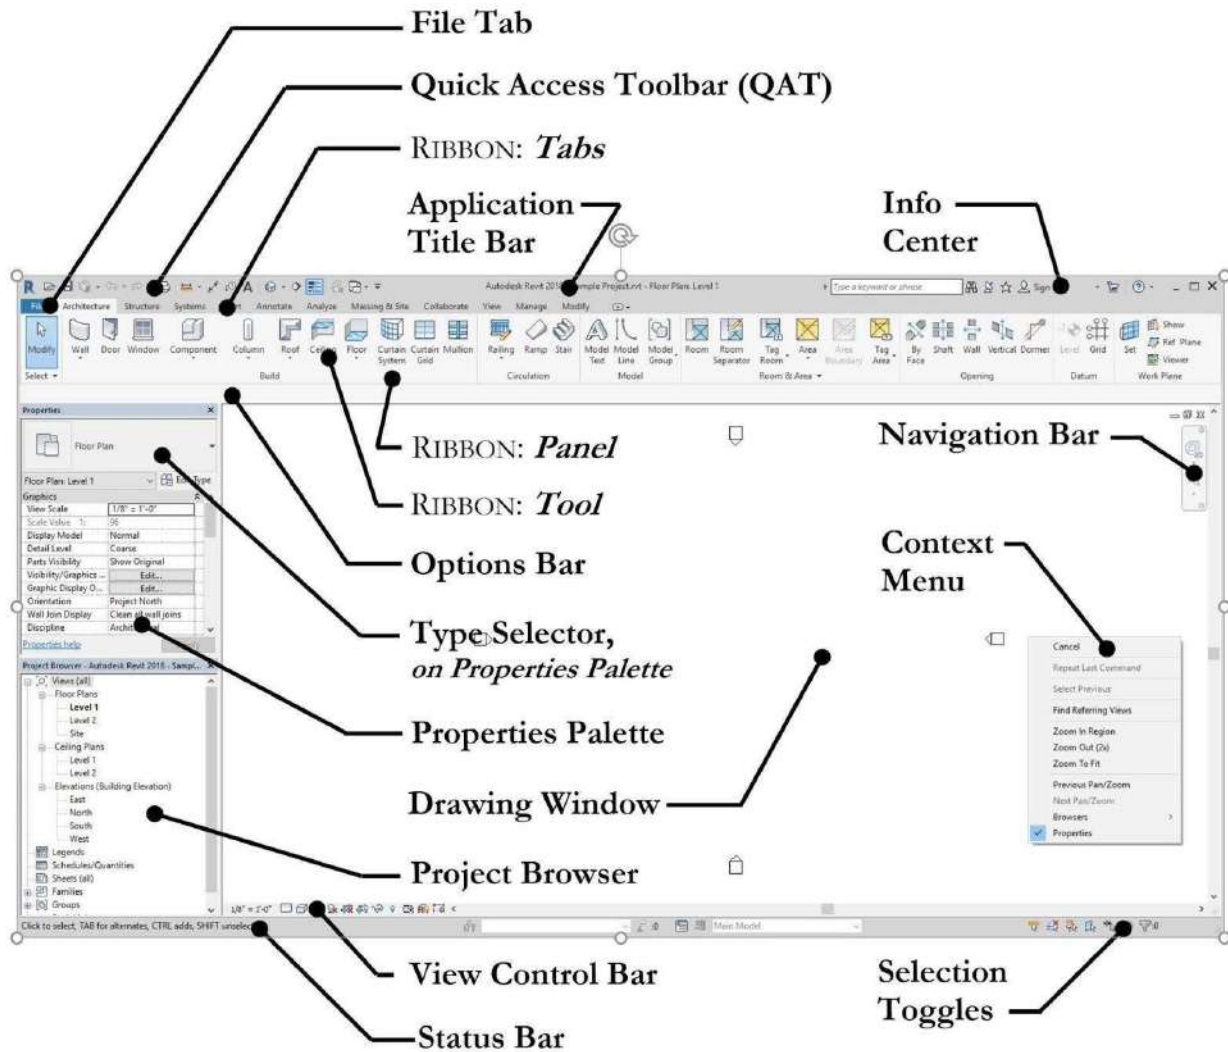 File Tab
Quick Access Toolbar (QAT)
RIBBON: Tabs
Application
Title Bar
Info
Center
Autodesk Revit 2018 - Sample Project.rvt - Floor Plan: Level 1
Type a keyword or phrase
Sign
File Architecture Structure Systems Annotate Analyze Massing & Site Collaborate View Manage Modify
Modify Wall Door Window Component Column Roof Ceiling Floor Curtain System Curtain Grid Mullion Railing Ramp Stair Model Text Model Line Model Group Room Room Separator Tag Room Area Area Boundary Tag Area By Face Shaft Wall Vertical Dormer Level Grid Set Show
Ref Plane
Viewer
Select Build Circulation Model Room & Area Opening Datum Work Plane
Properties
Floor Plan
Floor Plan: Level 1 Edit Type
Graphics
View Scale 1/8" = 1'-0"
Scale Value 1: 96
Display Model Normal
Detail Level Coarse
Parts Visibility Show Original
Visibility/Graphics ... Edit...
Graphic Display O... Edit...
Orientation Project North
Wall Join Display Clean all wall joins
Discipline Architectural
Properties help
RIBBON: Panel
RIBBON: Tool
Options Bar
Type Selector,
on Properties Palette
Properties Palette
Drawing Window
Project Browser
Navigation Bar
Context
Menu
Project Browser - Autodesk Revit 2018 - Sampl...
Views (all)
Floor Plans
Level 1
Level 2
Site
Ceiling Plans
Level 1
Level 2
Elevations (Building Elevation)
East
North
South
West
Legends
Schedules/Quantities
Sheets (all)
Families
Groups
Cancel
Repeat Last Command
Select Previous
Find Referring Views
Zoom In Region
Zoom Out (2x)
Zoom To Fit
Previous Pan/Zoom
Next Pan/Zoom
Browsers
Properties
1/8" = 1'-0"
Click to select, TAB for alternates, CTRL adds, SHIFT unselects
:0 Main Model :0
View Control Bar
Status Bar
Selection
Toggles